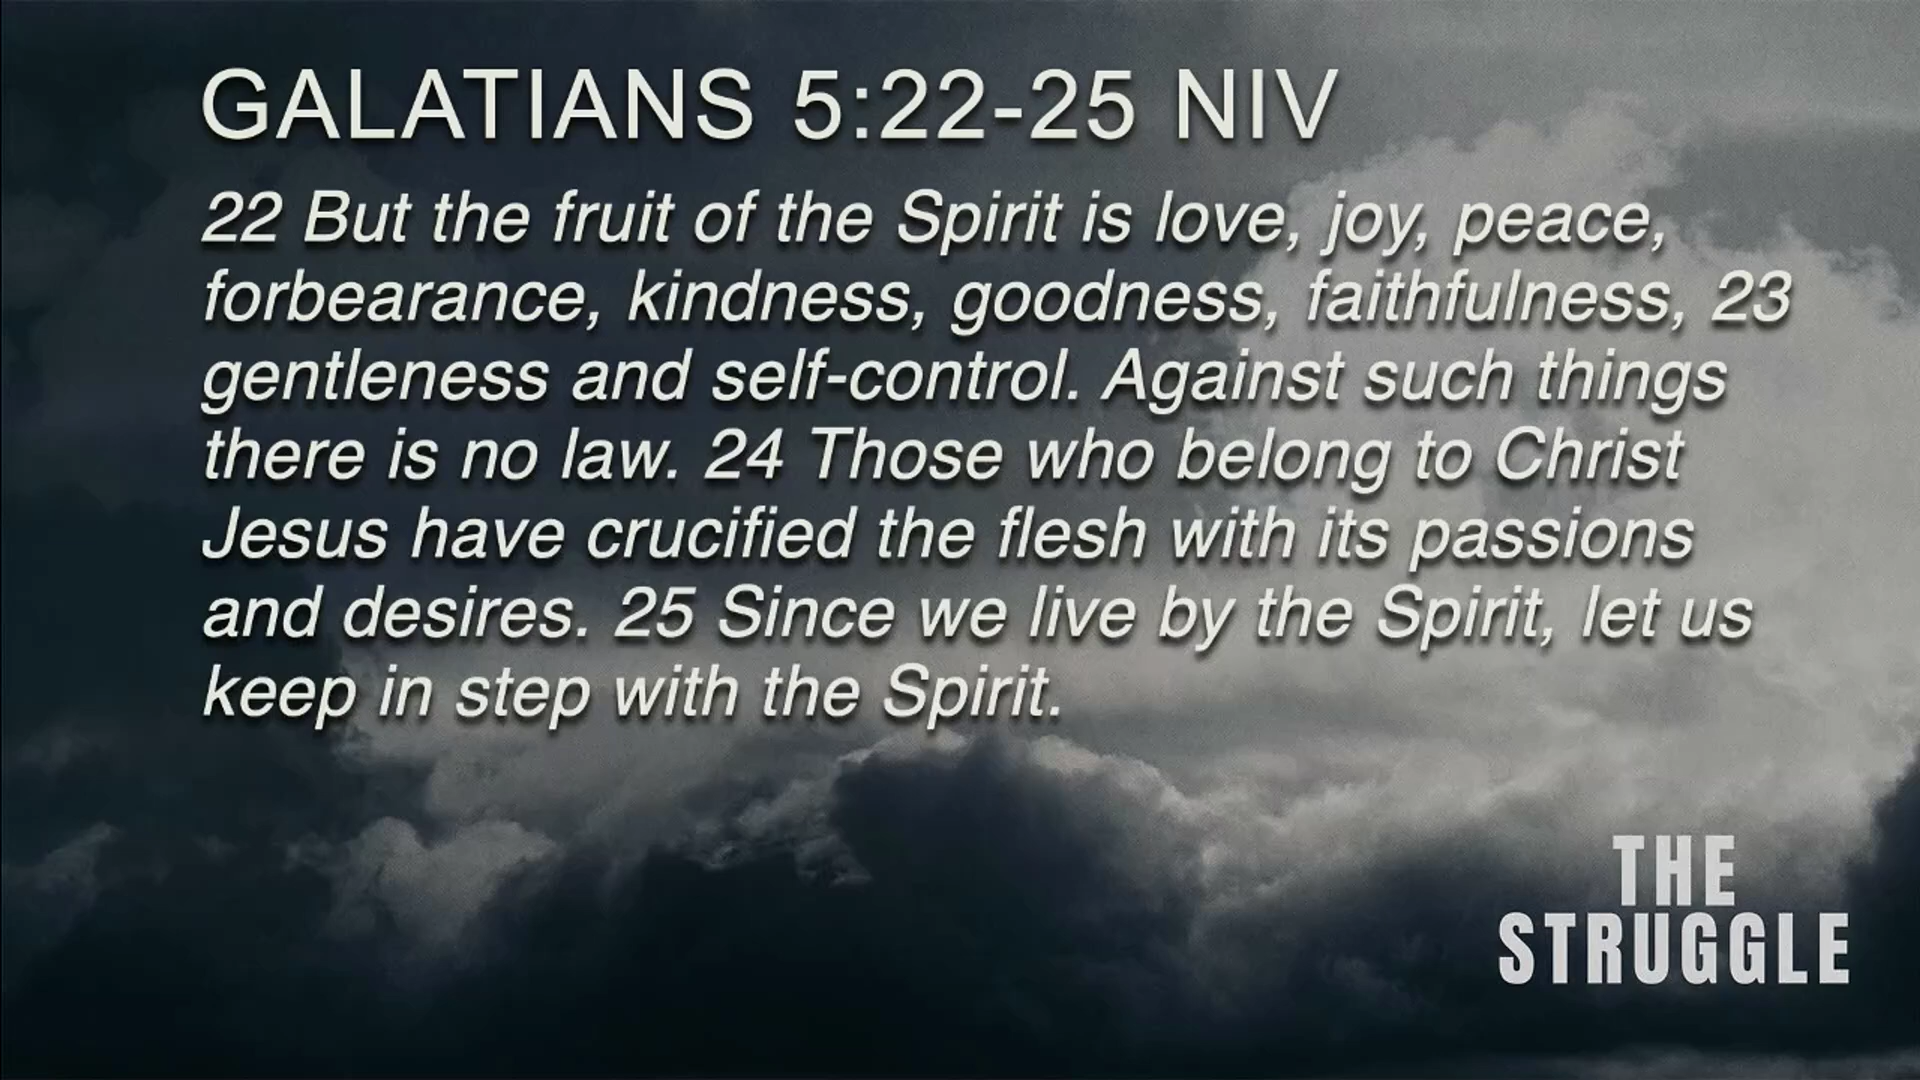 GALATIANS 5:22-25 NIV
22 But the fruit of the Spirit is love, joy, peace,
forbearance, kindness, goodness, faithfulness, 23
gentleness and self-control. Against such things
there is no law. 24 Those who belong to Christ
Jesus have crucified the flesh with its passions
and desires. 25 Since we live by the Spirit, let us
keep in step with the Spirit.
THE
STRUGGLE